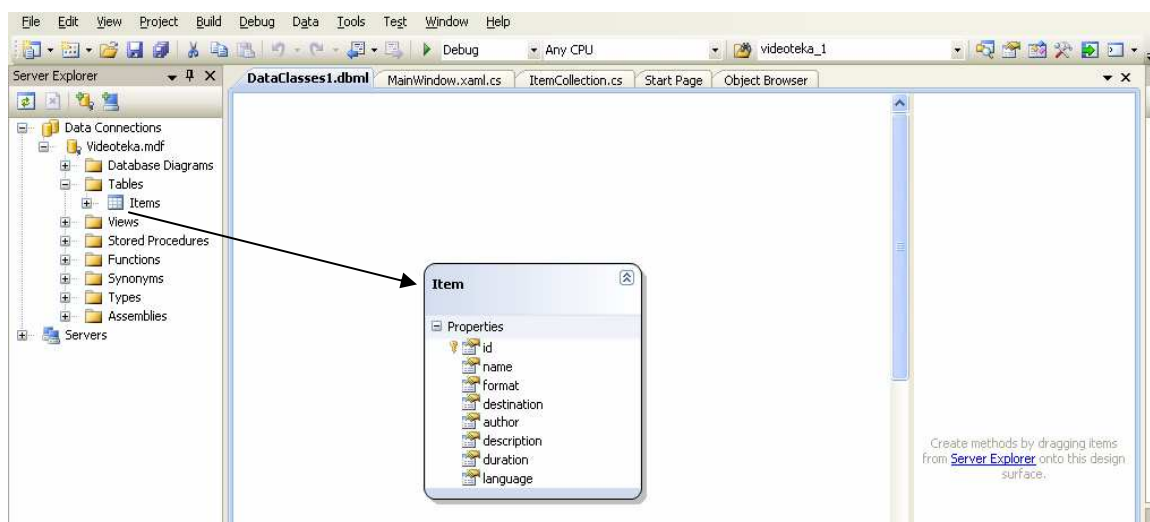 File Edit View Project Build Debug Data Tools Test Window Help
Debug Any CPU videoteka_1
Server Explorer
DataClasses1.dbml MainWindow.xaml.cs ItemCollection.cs Start Page Object Browser
Data Connections
Videoteka.mdf
Database Diagrams
Tables
Items
Views
Stored Procedures
Functions
Synonyms
Types
Assemblies
Servers
Item
Properties
id
name
format
destination
author
description
duration
language
Create methods by dragging items
from Server Explorer onto this design
surface.